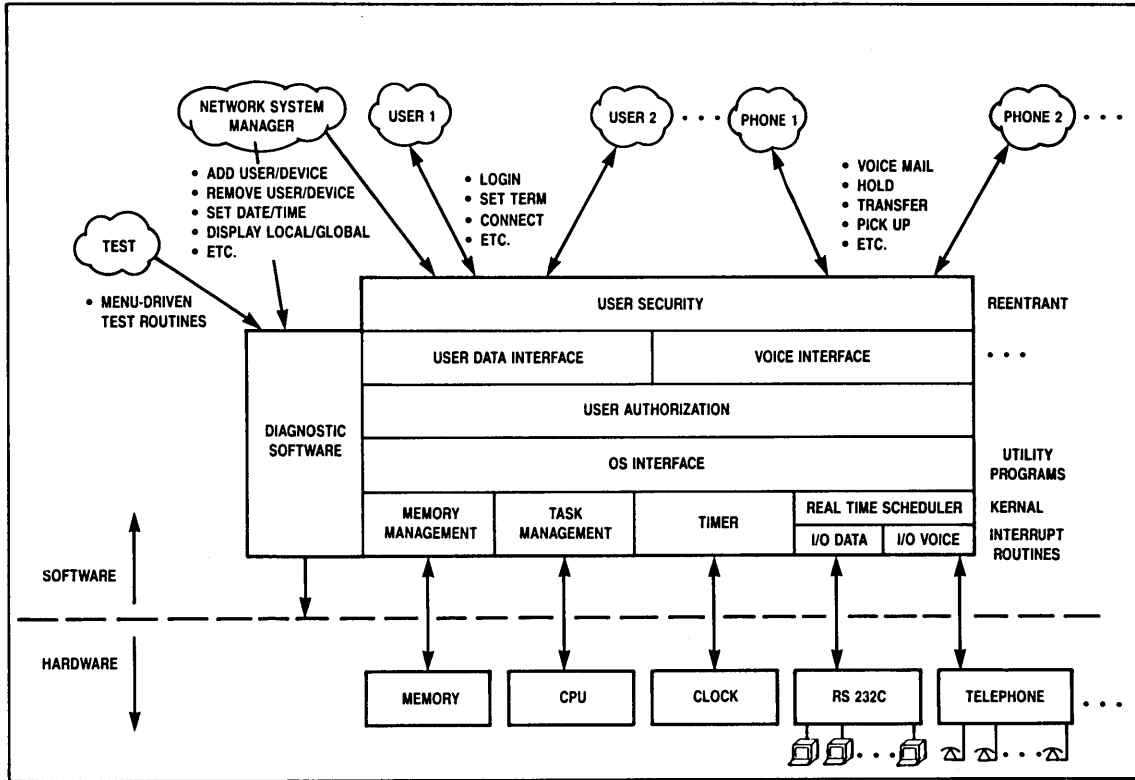 NETWORK SYSTEM
MANAGER
USER 1
USER 2
• • •
PHONE 1
PHONE 2
• • •
• ADD USER/DEVICE
• REMOVE USER/DEVICE
• SET DATE/TIME
• DISPLAY LOCAL/GLOBAL
• ETC.
• LOGIN
• SET TERM
• CONNECT
• ETC.
• VOICE MAIL
• HOLD
• TRANSFER
• PICK UP
• ETC.
TEST
• MENU-DRIVEN
TEST ROUTINES
USER SECURITY
REENTRANT
USER DATA INTERFACE
VOICE INTERFACE
• • •
USER AUTHORIZATION
DIAGNOSTIC
SOFTWARE
OS INTERFACE
UTILITY
PROGRAMS
MEMORY
MANAGEMENT
TASK
MANAGEMENT
TIMER
REAL TIME SCHEDULER
KERNAL
I/O DATA
I/O VOICE
INTERRUPT
ROUTINES
SOFTWARE
HARDWARE
MEMORY
CPU
CLOCK
RS 232C
TELEPHONE
• • •
• • •
• • •